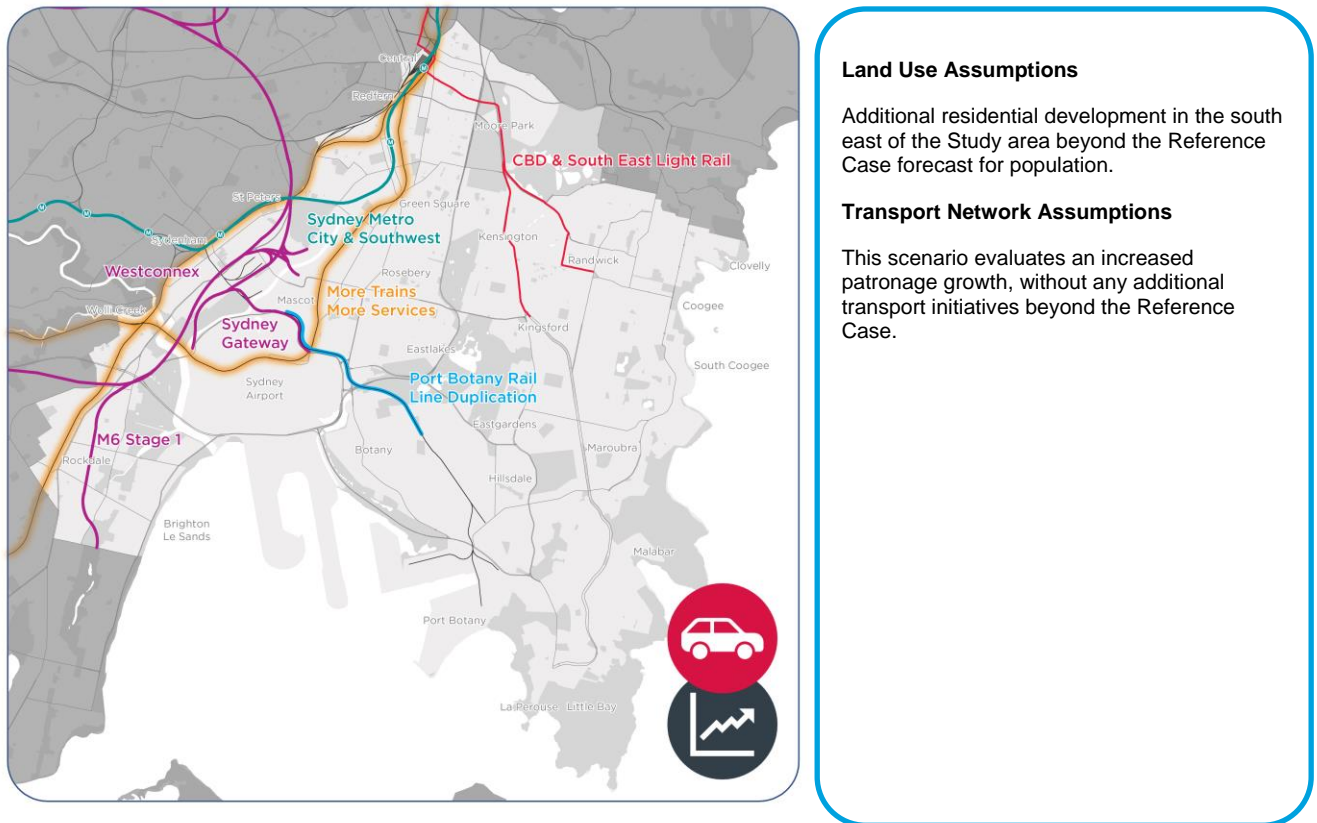 Central
Redfern
Moore Park
CBD & South East Light Rail
St Peters
Green Square
Sydney Metro
City & Southwest
Kensington
Sydenham
Randwick
Clovelly
Westconnex
Rosebery
More Trains
More Services
Mascot
Coogee
Wolli Creek
Sydney
Gateway
Kingsford
Eastlakes
South Coogee
Sydney
Airport
Port Botany Rail
Line Duplication
Eastgardens
M6 Stage 1
Botany
Maroubra
Rockdale
Hillsdale
Brighton
Le Sands
Malabar
Port Botany
La Perouse
Little Bay
M
M
M
M
M
M
Land Use Assumptions
Additional residential development in the south
east of the Study area beyond the Reference
Case forecast for population.
Transport Network Assumptions
This scenario evaluates an increased
patronage growth, without any additional
transport initiatives beyond the Reference
Case.